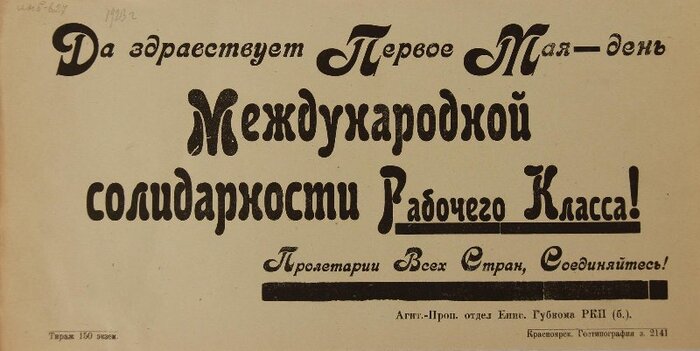 1923 г
Да здравствует Первое Мая — день
Международной
солидарности Рабочего Класса!
Пролетарии Всех Стран, Соединяйтесь!
Агит.-Проп. отдел Енис. Губкома РКП (б.).
Тираж 150 экзем.
Красноярск. Гостипография з. 2141